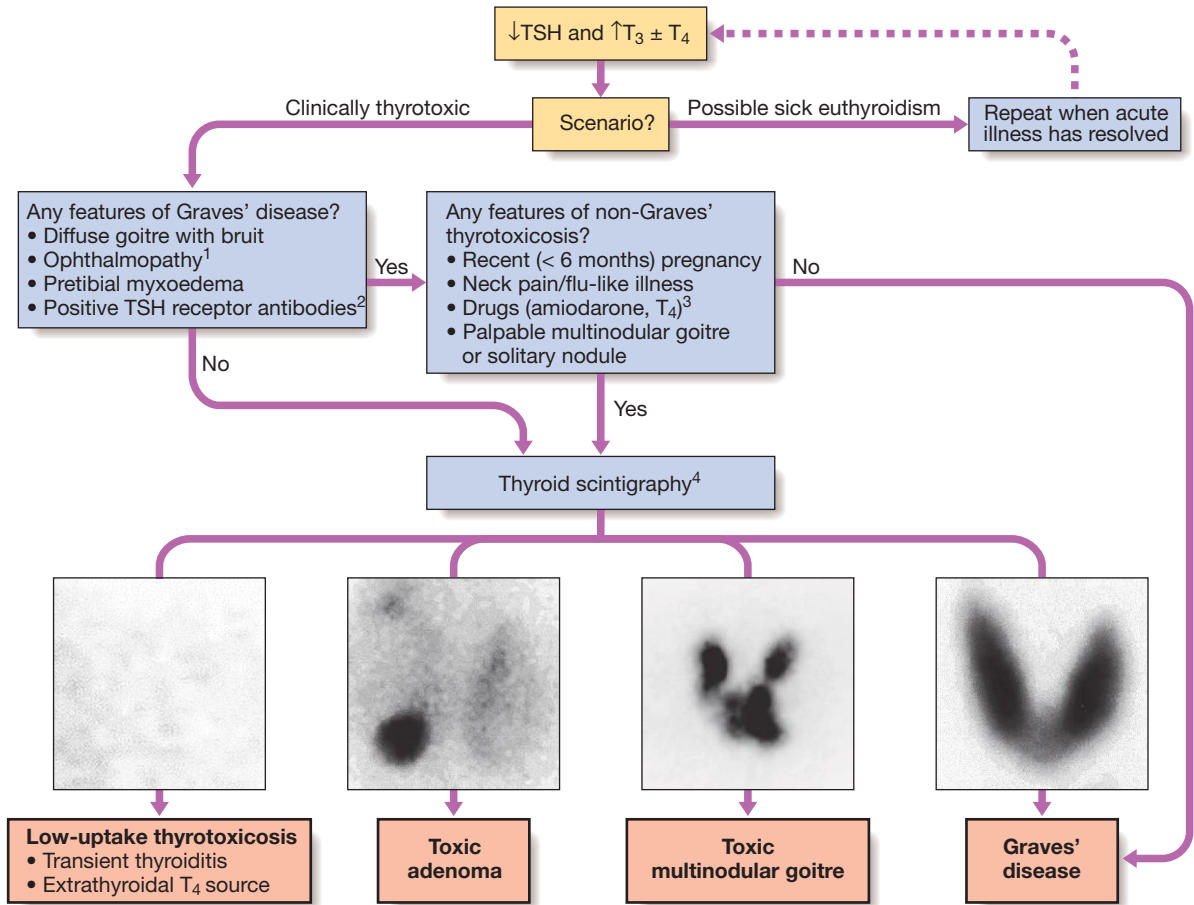 ↓TSH and ↑T₃ ± T₄
Clinically thyrotoxic
Scenario?
Possible sick euthyroidism
Repeat when acute
illness has resolved
Any features of Graves’ disease?
• Diffuse goitre with bruit
• Ophthalmopathy¹
• Pretibial myxoedema
• Positive TSH receptor antibodies²
Yes
Any features of non-Graves’
thyrotoxicosis?
• Recent (< 6 months) pregnancy
• Neck pain/flu-like illness
• Drugs (amiodarone, T₄)³
• Palpable multinodular goitre
or solitary nodule
No
No
Yes
Thyroid scintigraphy⁴
Low-uptake thyrotoxicosis
• Transient thyroiditis
• Extrathyroidal T₄ source
Toxic
adenoma
Toxic
multinodular goitre
Graves’
disease